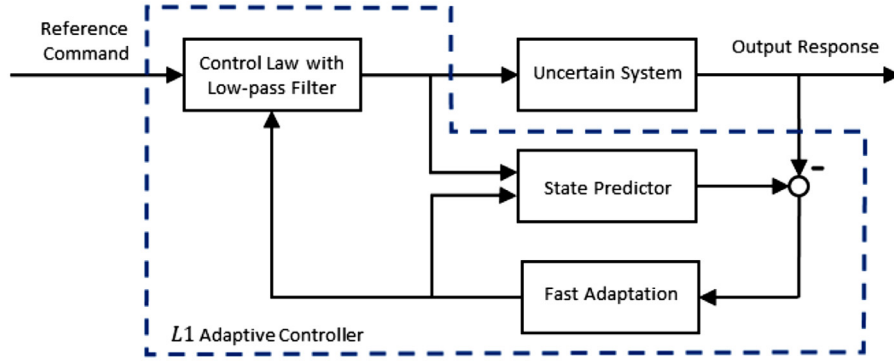 Reference
Command
Control Law with
Low-pass Filter
Uncertain System
Output Response
State Predictor
-
Fast Adaptation
L1 Adaptive Controller